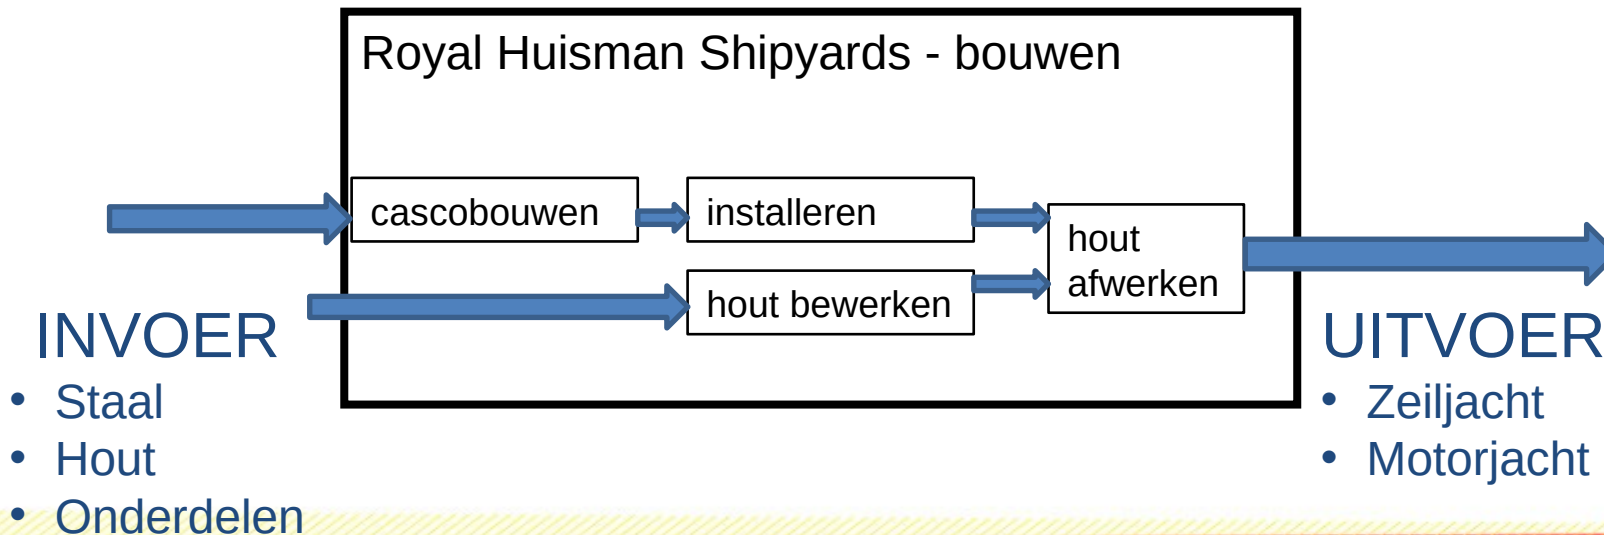 Royal Huisman Shipyards - bouwen
cascobouwen
installeren
hout
afwerken
hout bewerken
INVOER
• Staal
• Hout
• Onderdelen
UITVOER
• Zeiljacht
• Motorjacht